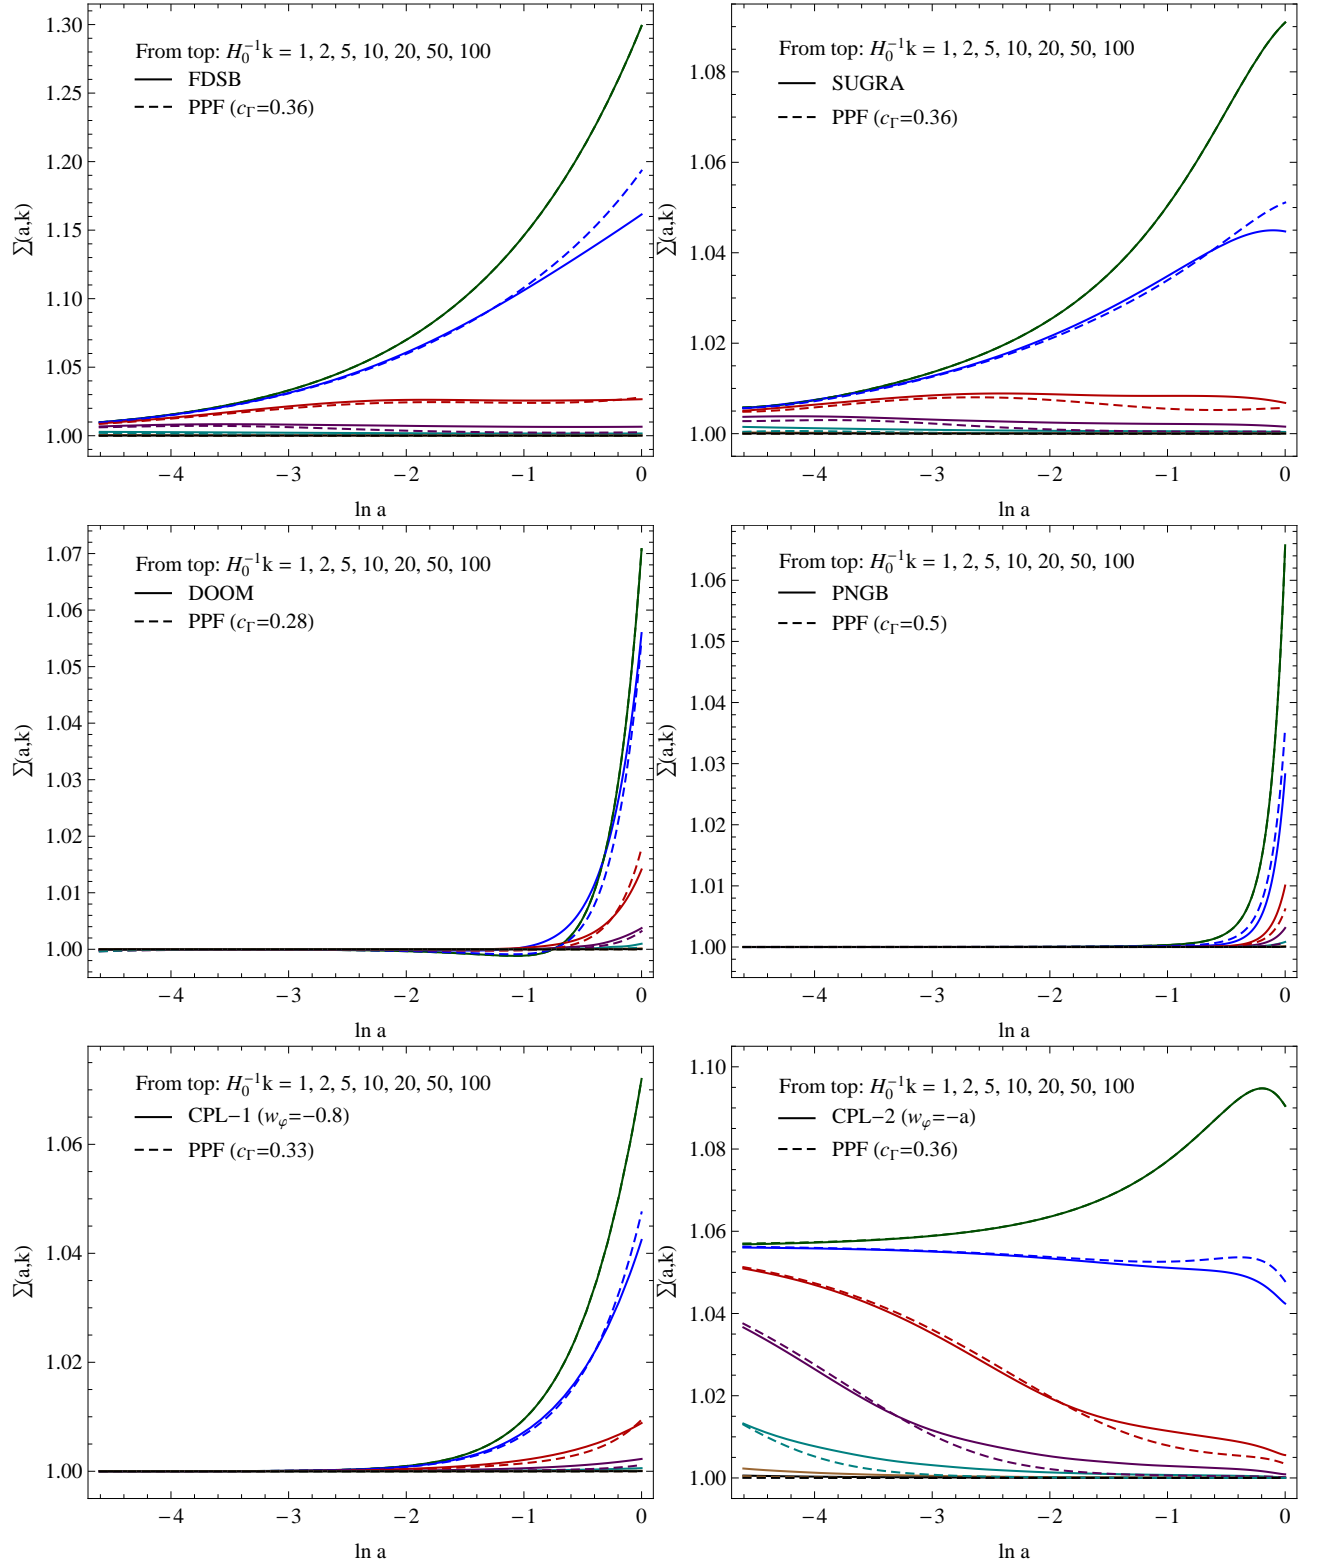 From top: H₀⁻¹k = 1, 2, 5, 10, 20, 50, 100
FDSB
PPF (c_Γ=0.36)
1.30
1.25
1.20
1.15
1.10
1.05
1.00
Σ(a,k)
−4 −3 −2 −1 0
ln a
From top: H₀⁻¹k = 1, 2, 5, 10, 20, 50, 100
SUGRA
PPF (c_Γ=0.36)
1.08
1.06
1.04
1.02
1.00
Σ(a,k)
−4 −3 −2 −1 0
ln a
From top: H₀⁻¹k = 1, 2, 5, 10, 20, 50, 100
DOOM
PPF (c_Γ=0.28)
1.07
1.06
1.05
1.04
1.03
1.02
1.01
1.00
Σ(a,k)
−4 −3 −2 −1 0
ln a
From top: H₀⁻¹k = 1, 2, 5, 10, 20, 50, 100
PNGB
PPF (c_Γ=0.5)
1.06
1.05
1.04
1.03
1.02
1.01
1.00
Σ(a,k)
−4 −3 −2 −1 0
ln a
From top: H₀⁻¹k = 1, 2, 5, 10, 20, 50, 100
CPL−1 (w_φ=−0.8)
PPF (c_Γ=0.33)
1.06
1.04
1.02
1.00
Σ(a,k)
−4 −3 −2 −1 0
ln a
From top: H₀⁻¹k = 1, 2, 5, 10, 20, 50, 100
CPL−2 (w_φ=−a)
PPF (c_Γ=0.36)
1.10
1.08
1.06
1.04
1.02
1.00
Σ(a,k)
−4 −3 −2 −1 0
ln a